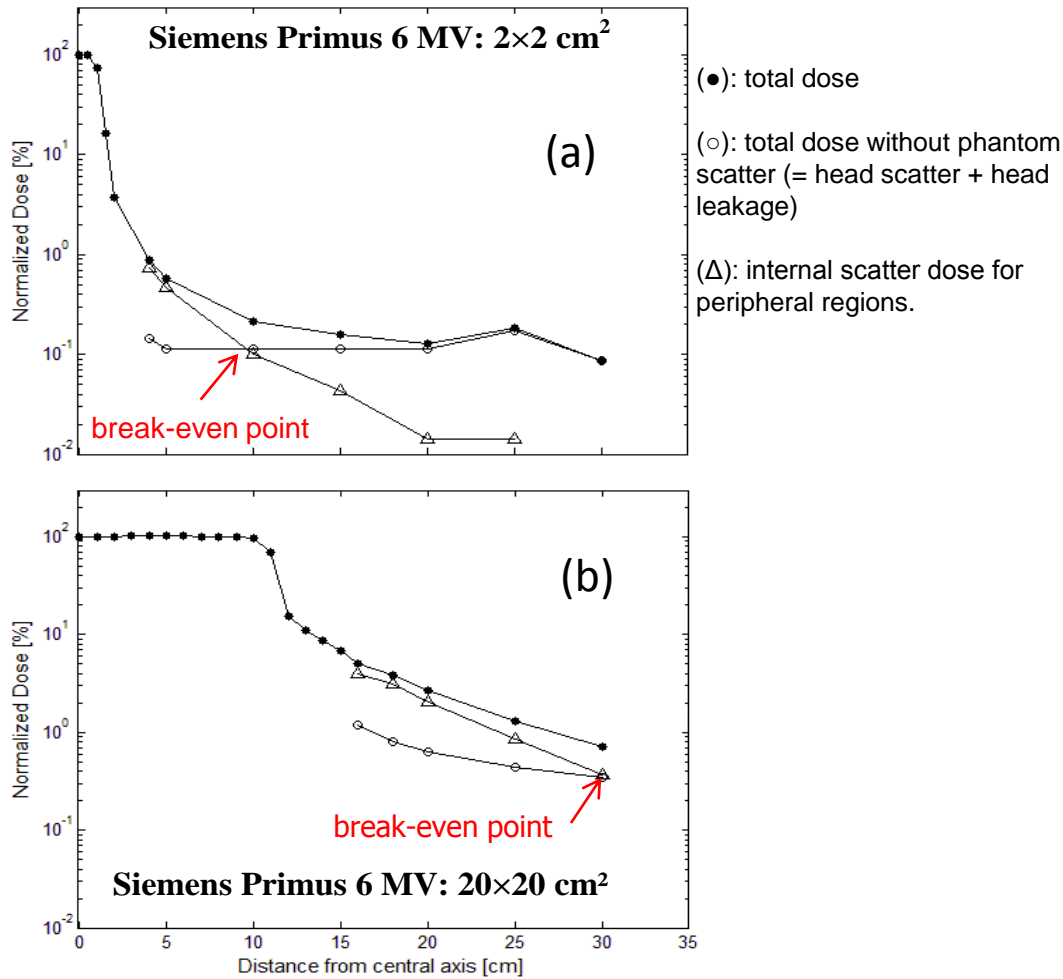 Siemens Primus 6 MV: 2×2 cm²
10²
10¹
10⁰
10⁻¹
10⁻²
Normalized Dose [%]
(a)
break-even point
(●): total dose
(○): total dose without phantom
scatter (= head scatter + head
leakage)
(Δ): internal scatter dose for
peripheral regions.
10²
10¹
10⁰
10⁻¹
10⁻²
Normalized Dose [%]
(b)
break-even point
Siemens Primus 6 MV: 20×20 cm²
0 5 10 15 20 25 30 35
Distance from central axis [cm]